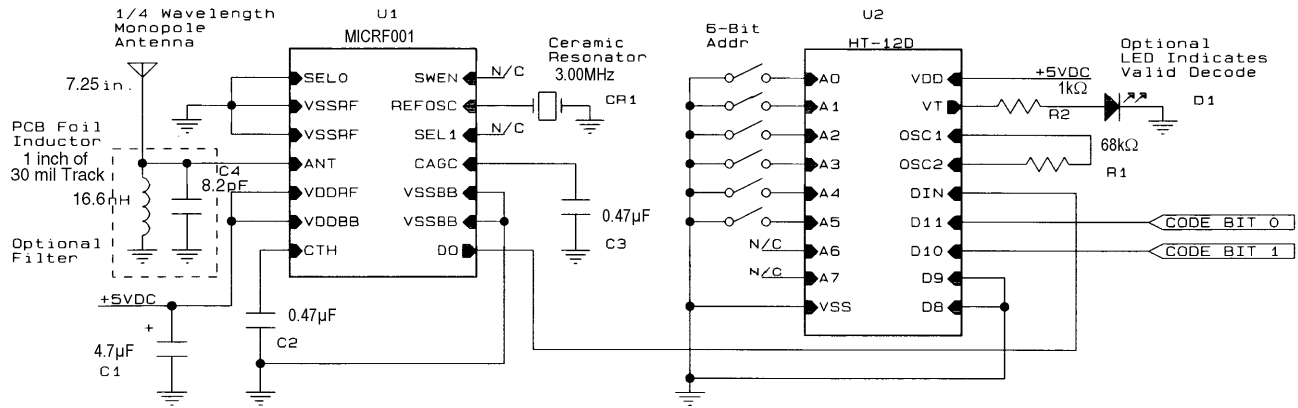 1/4 Wavelength
Monopole
Antenna
7.25 in.
PCB Foil
Inductor
1 inch of
30 mil Track
16.6nH
C4
8.2pF
Optional
Filter
+5VDC
+
4.7µF
C1
U1
MICRF001
SEL0
VSSRF
VSSRF
ANT
VDDRF
VDDBB
CTH
SWEN
REFOSC
SEL1
CAGC
VSSBB
VSSBB
DO
N/C
N/C
Ceramic
Resonator
3.00MHz
CR1
0.47µF
C3
0.47µF
C2
6-Bit
Addr
U2
HT-12D
A0
A1
A2
A3
A4
A5
A6
A7
VSS
N/C
N/C
VDD
VT
OSC1
OSC2
DIN
D11
D10
D9
D8
+5VDC
1kΩ
R2
68kΩ
R1
Optional
LED Indicates
Valid Decode
D1
CODE BIT 0
CODE BIT 1